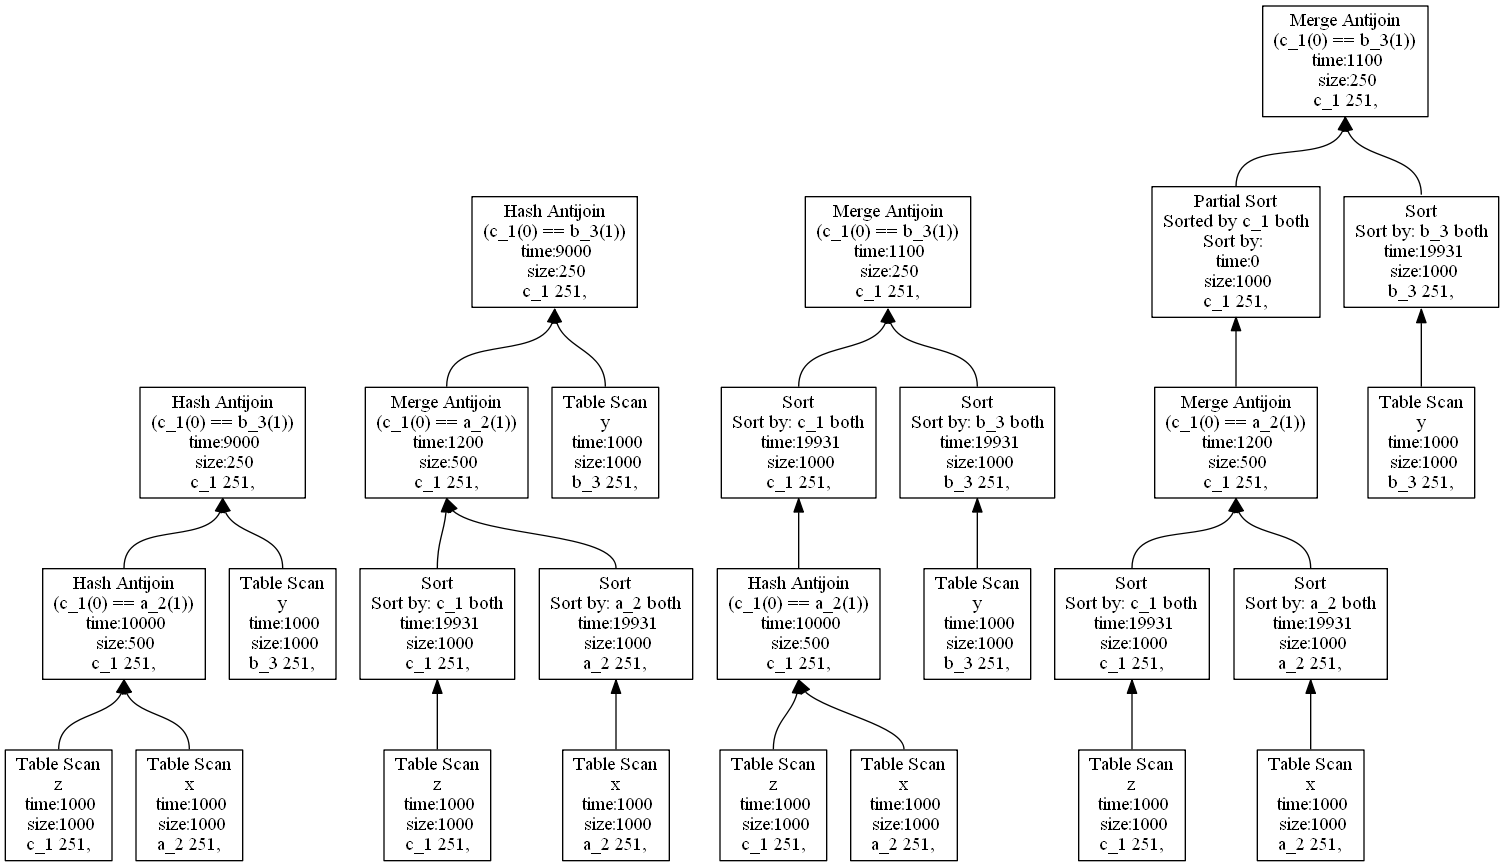 Merge Antijoin
(c_1(0) == b_3(1))
time:1100
size:250
c_1 251,
Hash Antijoin
(c_1(0) == b_3(1))
time:9000
size:250
c_1 251,
Merge Antijoin
(c_1(0) == b_3(1))
time:1100
size:250
c_1 251,
Partial Sort
Sorted by c_1 both
Sort by:
time:0
size:1000
c_1 251,
Sort
Sort by: b_3 both
time:19931
size:1000
b_3 251,
Hash Antijoin
(c_1(0) == b_3(1))
time:9000
size:250
c_1 251,
Merge Antijoin
(c_1(0) == a_2(1))
time:1200
size:500
c_1 251,
Table Scan
y
time:1000
size:1000
b_3 251,
Sort
Sort by: c_1 both
time:19931
size:1000
c_1 251,
Sort
Sort by: b_3 both
time:19931
size:1000
b_3 251,
Merge Antijoin
(c_1(0) == a_2(1))
time:1200
size:500
c_1 251,
Table Scan
y
time:1000
size:1000
b_3 251,
Hash Antijoin
(c_1(0) == a_2(1))
time:10000
size:500
c_1 251,
Table Scan
y
time:1000
size:1000
b_3 251,
Sort
Sort by: c_1 both
time:19931
size:1000
c_1 251,
Sort
Sort by: a_2 both
time:19931
size:1000
a_2 251,
Hash Antijoin
(c_1(0) == a_2(1))
time:10000
size:500
c_1 251,
Table Scan
y
time:1000
size:1000
b_3 251,
Sort
Sort by: c_1 both
time:19931
size:1000
c_1 251,
Sort
Sort by: a_2 both
time:19931
size:1000
a_2 251,
Table Scan
z
time:1000
size:1000
c_1 251,
Table Scan
x
time:1000
size:1000
a_2 251,
Table Scan
z
time:1000
size:1000
c_1 251,
Table Scan
x
time:1000
size:1000
a_2 251,
Table Scan
z
time:1000
size:1000
c_1 251,
Table Scan
x
time:1000
size:1000
a_2 251,
Table Scan
z
time:1000
size:1000
c_1 251,
Table Scan
x
time:1000
size:1000
a_2 251,